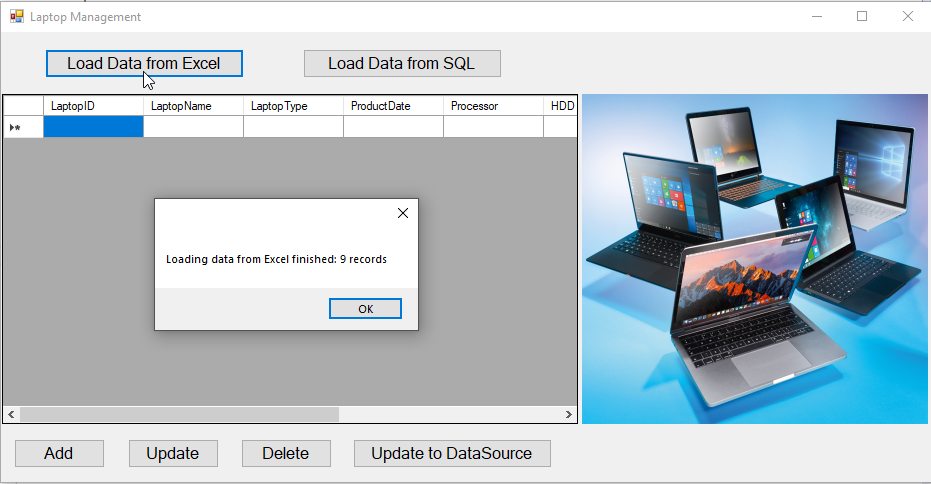 Laptop Management
Load Data from Excel
Load Data from SQL
LaptopID LaptopName LaptopType ProductDate Processor HDD
Loading data from Excel finished: 9 records
OK
Add
Update
Delete
Update to DataSource